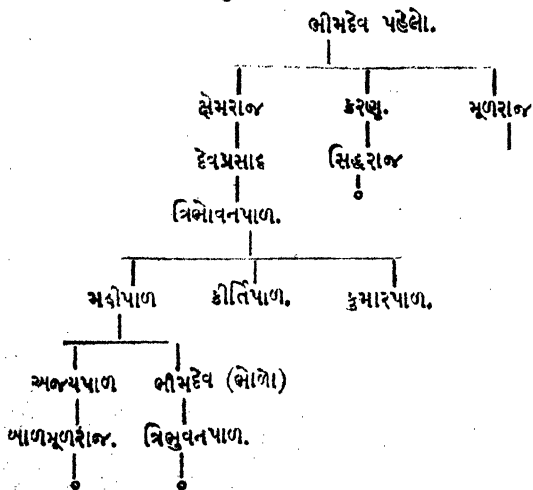 ભીમદેવ પહેલો.
ક્ષેમરાજ કરણ. મૂળરાજ
દેવપ્રસાદ સિદ્ધરાજ
ત્રિભોવનપાળ.
મહીપાળ કીર્તિપાળ. કુમારપાળ.
અજયપાળ ભીમદેવ (ભોળો)
બાળમૂળરાજ. ત્રિભુવનપાળ.